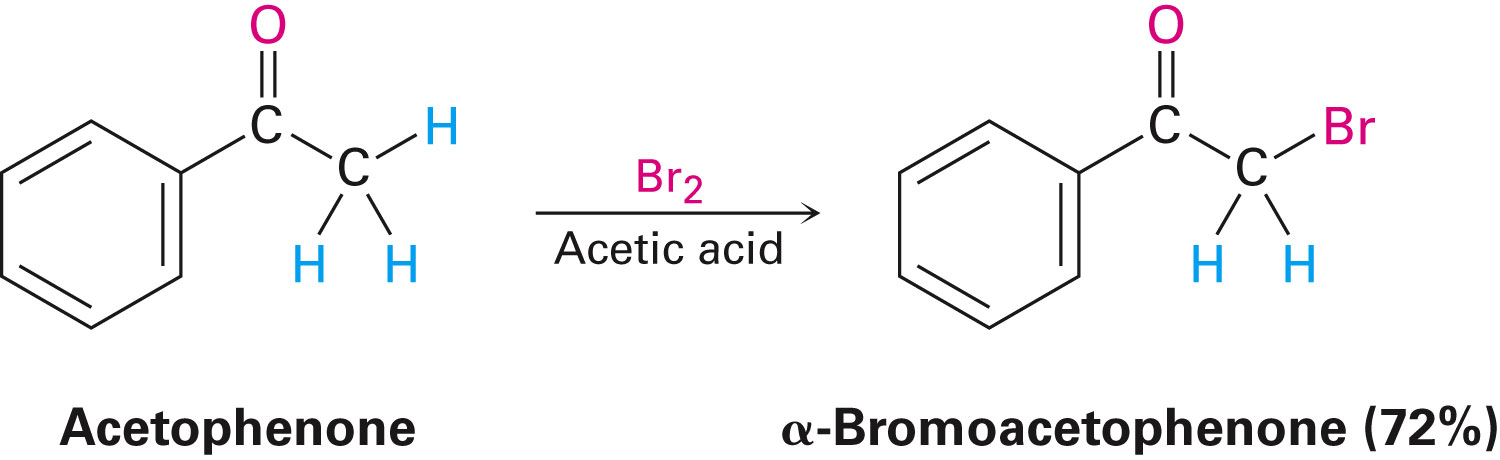 O
C
C
H
H H
Br2
Acetic acid
O
C
C
Br
H H
Acetophenone
α-Bromoacetophenone (72%)